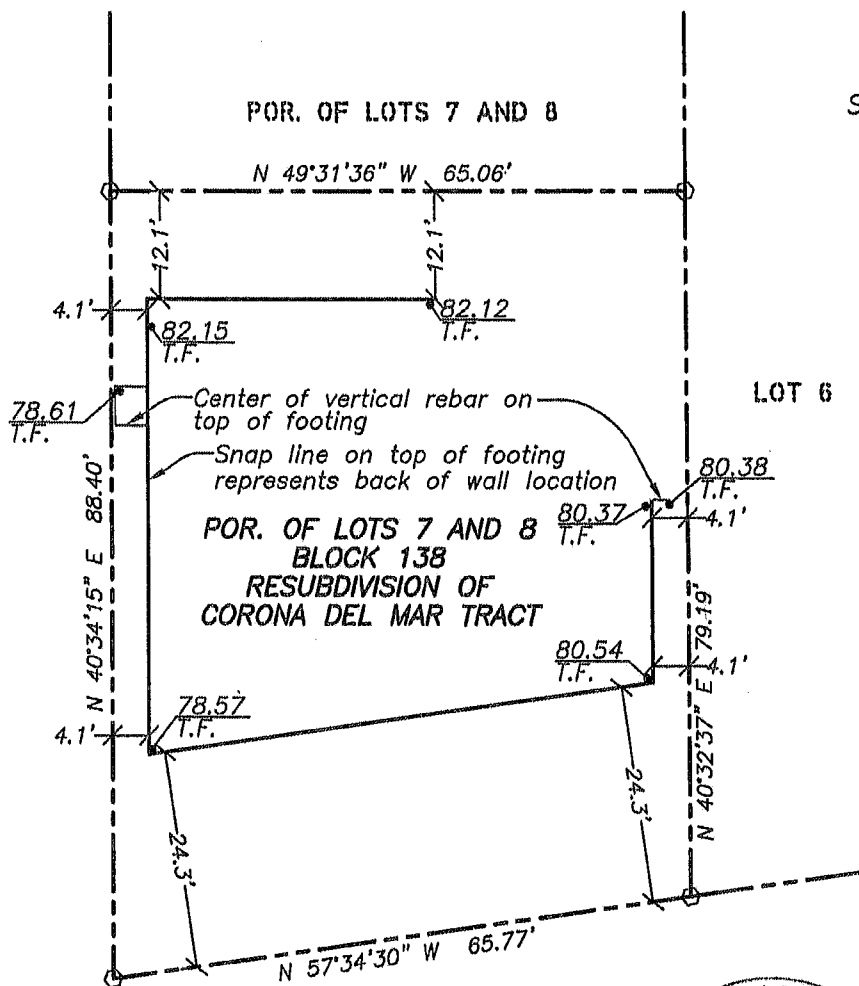 POR. OF LOTS 7 AND 8
S
N 49°31'36" W 65.06'
12.1'
12.1'
4.1'
82.15
T.F.
82.12
T.F.
78.61
T.F.
Center of vertical rebar on
top of footing
LOT 6
Snap line on top of footing
represents back of wall location
80.37
T.F.
80.38
T.F.
4.1'
POR. OF LOTS 7 AND 8
BLOCK 138
RESUBDIVISION OF
CORONA DEL MAR TRACT
N 40°34'15" E 88.40'
N 40°32'37" E 79.19'
80.54
T.F.
4.1'
78.57
T.F.
4.1'
24.3'
24.3'
N 57°34'30" W 65.77'